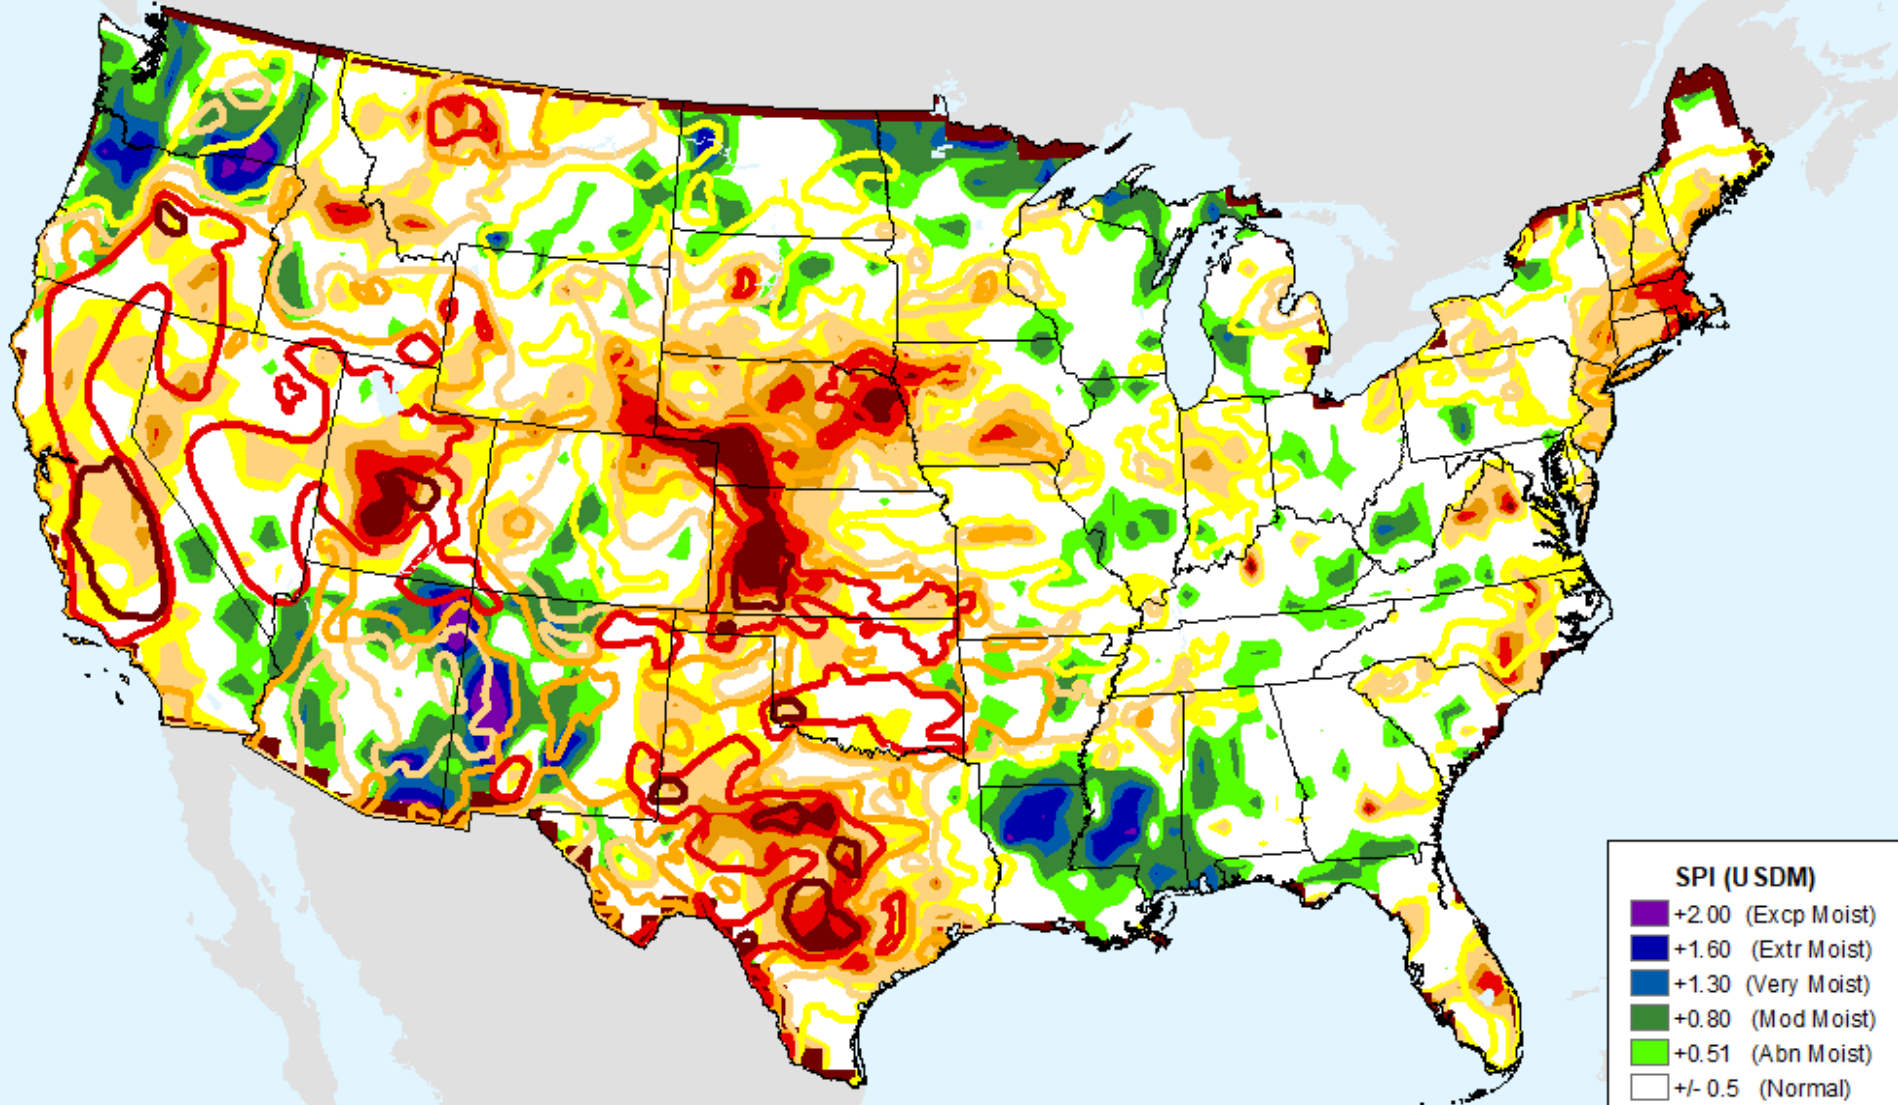 SPI (USDM)
+2.00 (Excp Moist)
+1.60 (Extr Moist)
+1.30 (Very Moist)
+0.80 (Mod Moist)
+0.51 (Abn Moist)
+/- 0.5 (Normal)